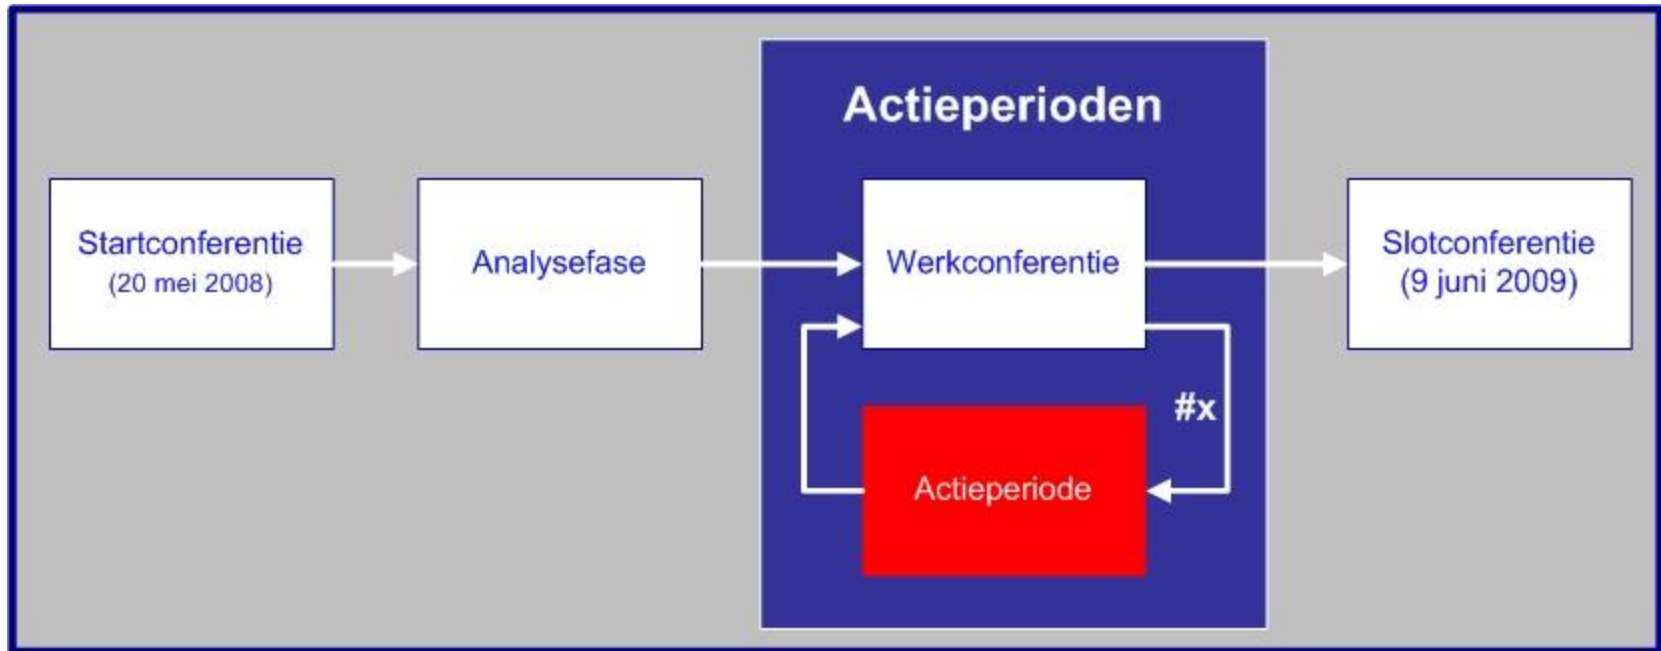 Actieperioden
Startconferentie
(20 mei 2008)
Analysefase
Werkconferentie
Slotconferentie
(9 juni 2009)
#x
Actieperiode